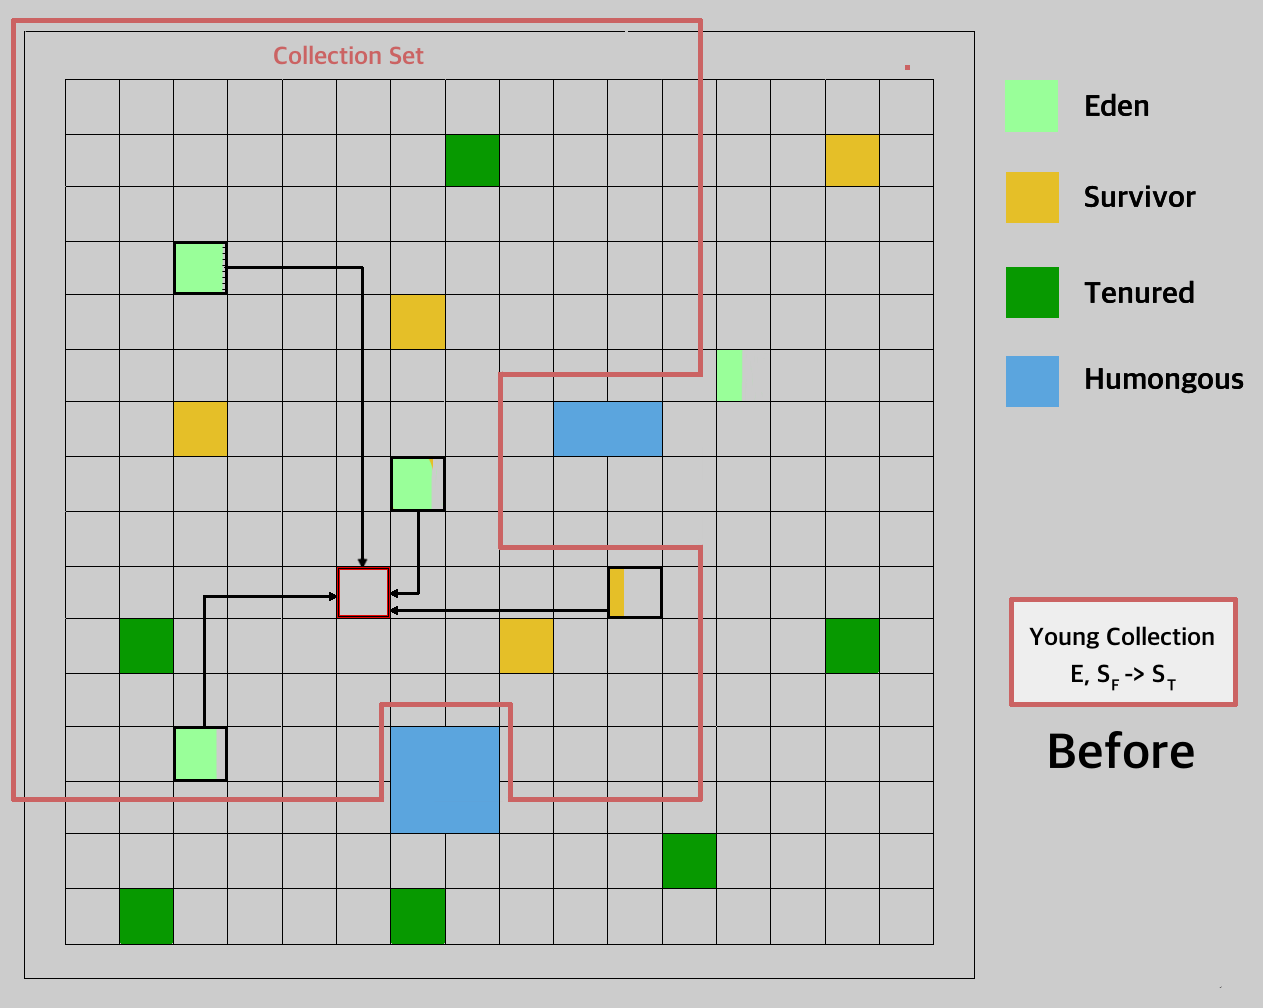 Collection Set
Eden
Survivor
Tenured
Humongous
Young Collection
E, SF -> ST
Before